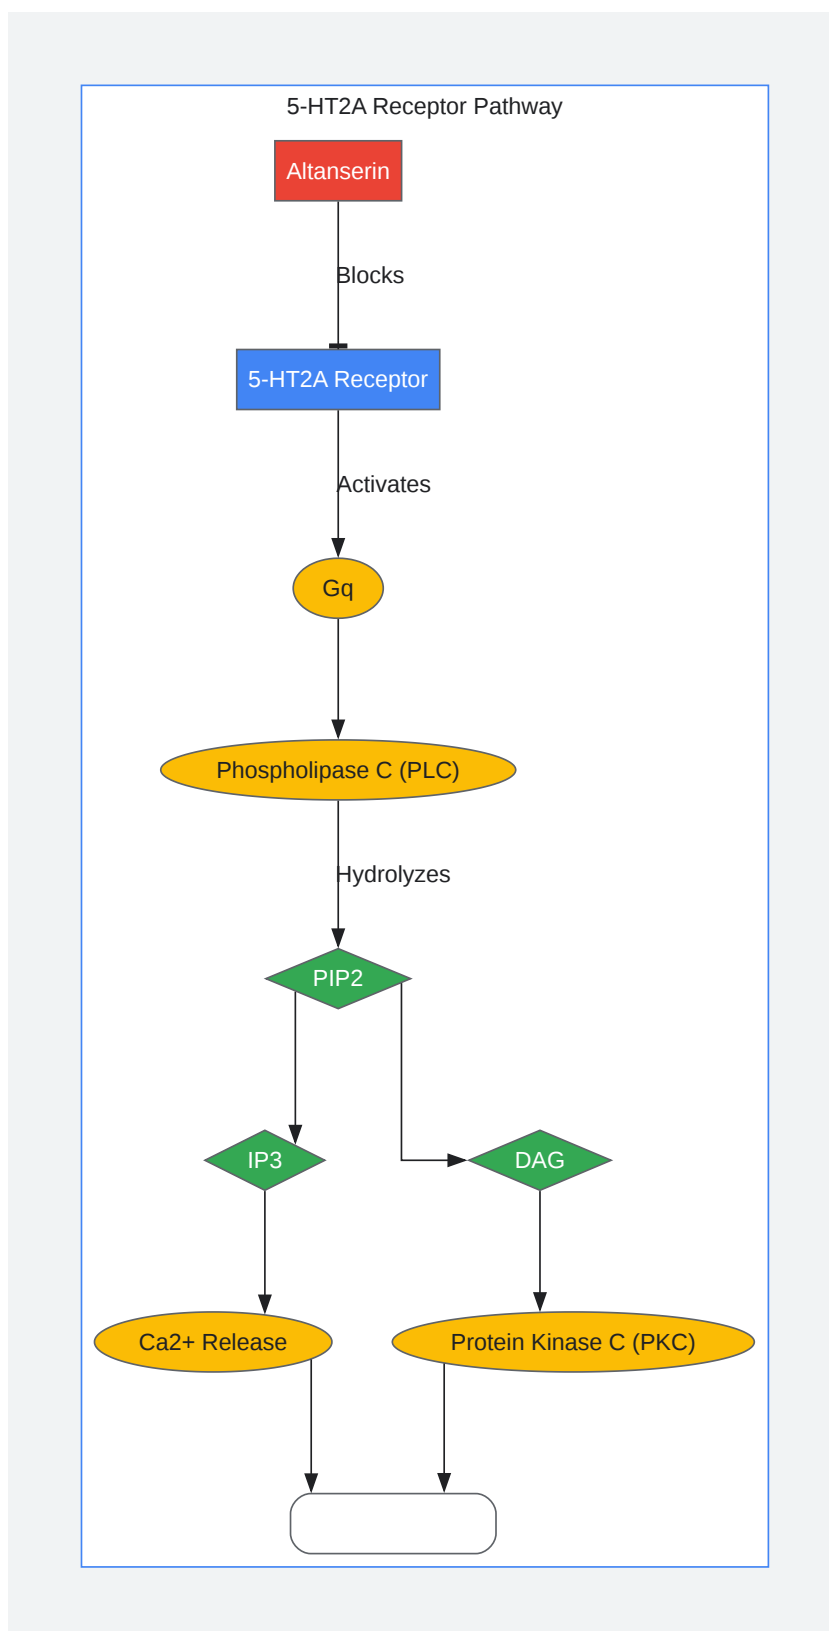 5-HT2A Receptor Pathway
Altanserin
Blocks
5-HT2A Receptor
Activates
Gq
Phospholipase C (PLC)
Hydrolyzes
PIP2
IP3
DAG
Ca2+ Release
Protein Kinase C (PKC)